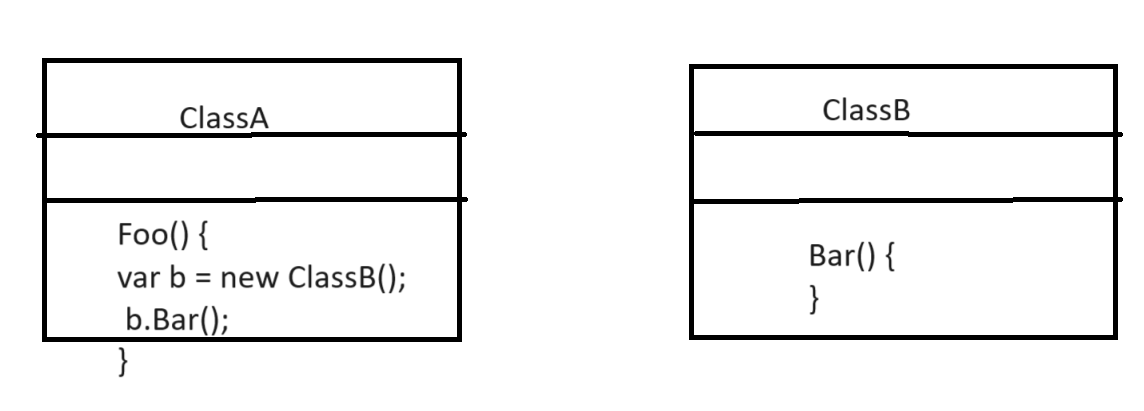 ClassA
Foo() {
var b = new ClassB();
b.Bar();
}
ClassB
Bar() {
}